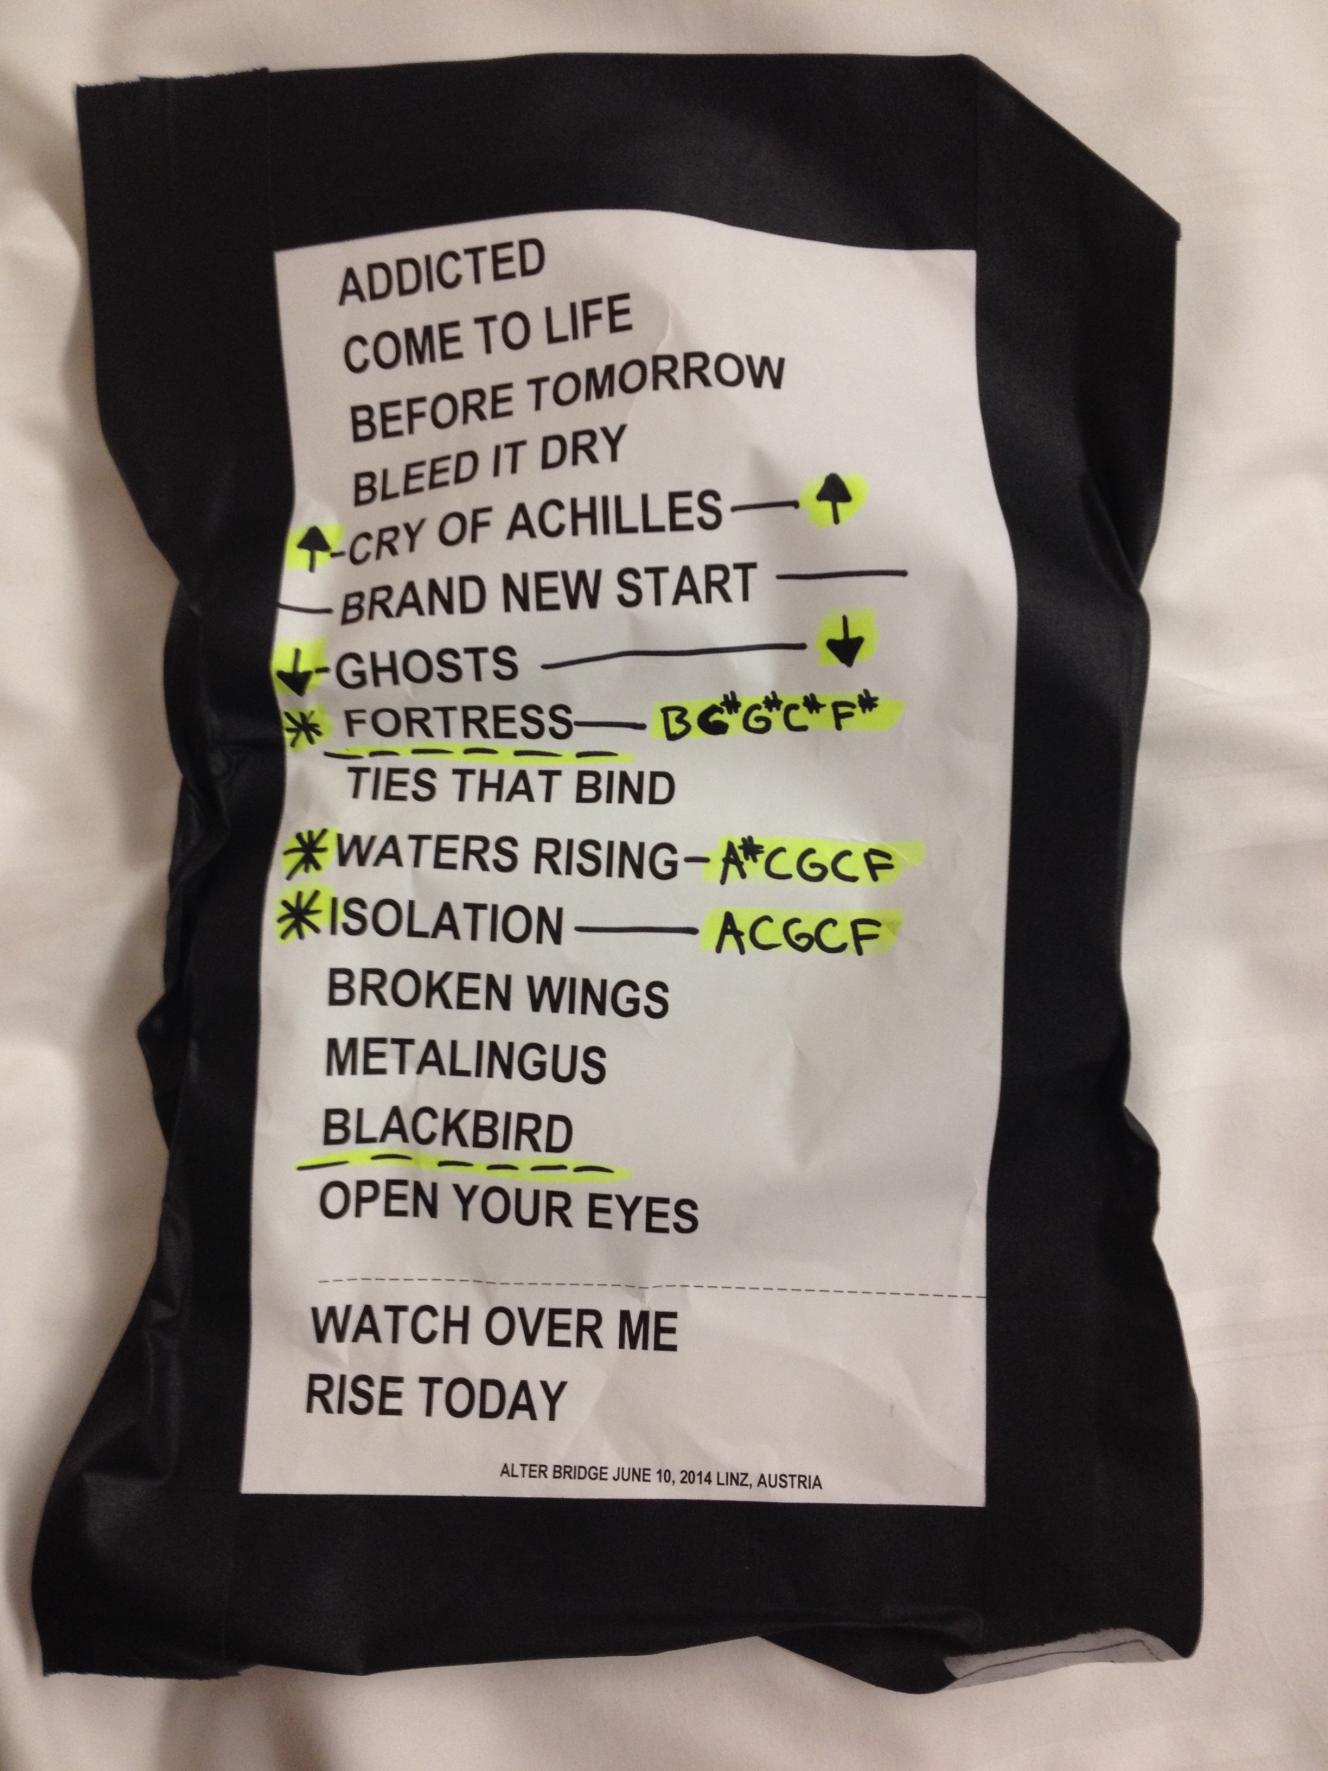 ADDICTED
COME TO LIFE
BEFORE TOMORROW
BLEED IT DRY
↑-CRY OF ACHILLES — ↑
— BRAND NEW START —
↓-GHOSTS — ↓
* FORTRESS — B G# G# C# F#
TIES THAT BIND
* WATERS RISING - A# C G C F
* ISOLATION — A C G C F
BROKEN WINGS
METALINGUS
BLACKBIRD
OPEN YOUR EYES
WATCH OVER ME
RISE TODAY
ALTER BRIDGE JUNE 10, 2014 LINZ, AUSTRIA